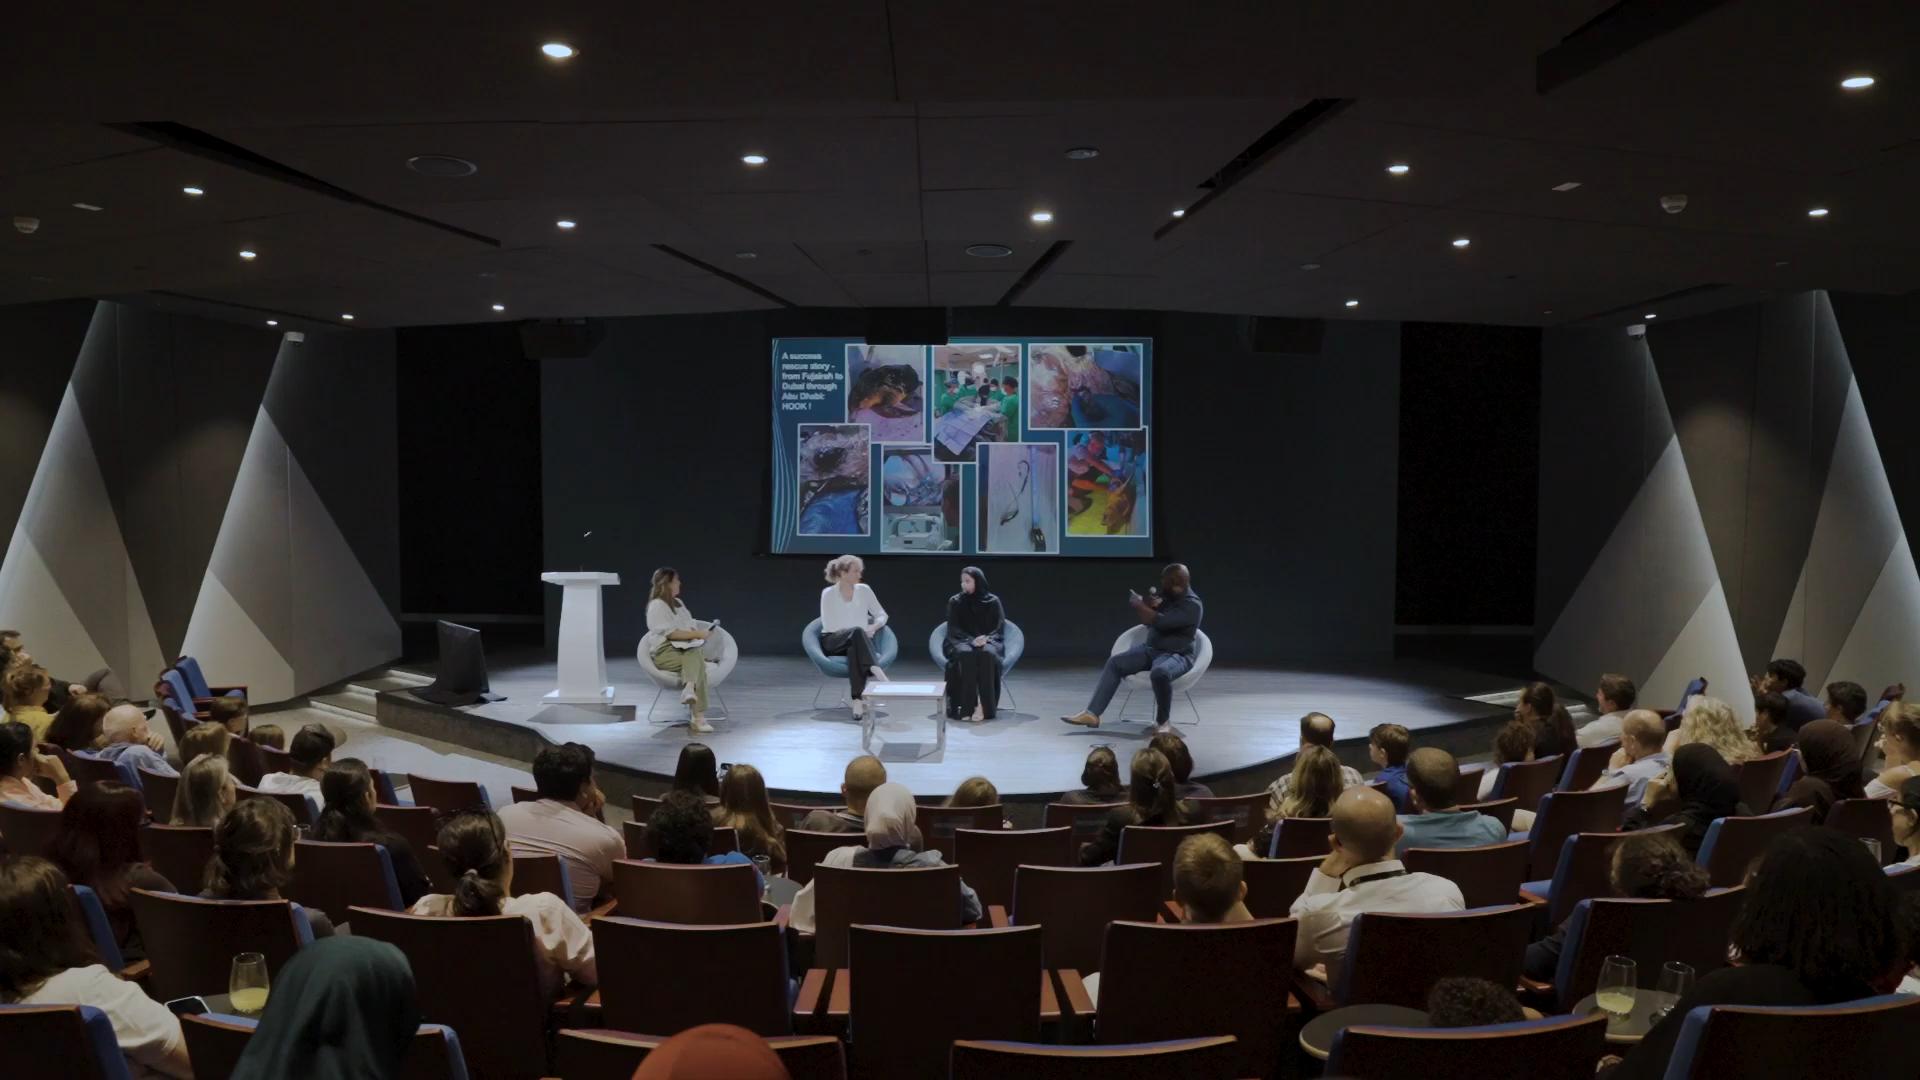 A success
rescue story -
from Fujairah to
Dubai through
Abu Dhabi:
HOOK !